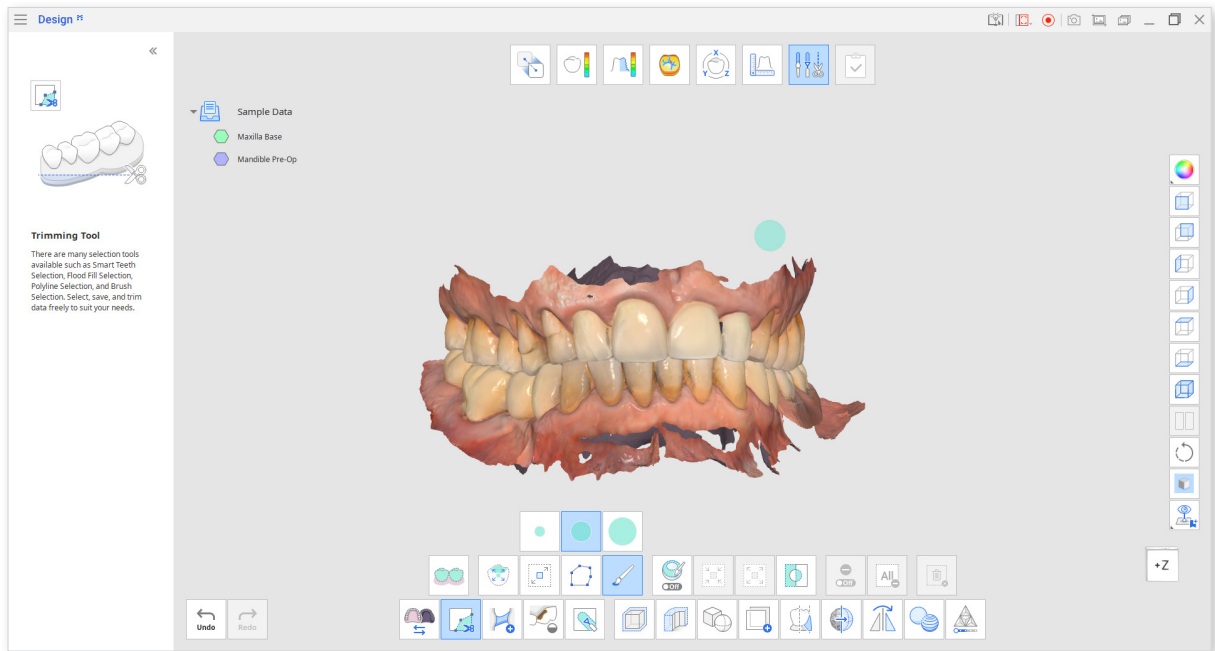 Design
Sample Data
Maxilla Base
Mandible Pre-Op
X
Y Z
Trimming Tool
There are many selection tools
available such as Smart Teeth
Selection, Flood Fill Selection,
Polyline Selection, and Brush
Selection. Select, save, and trim
data freely to suit your needs.
+Z
Off
Off
All
Undo
Redo